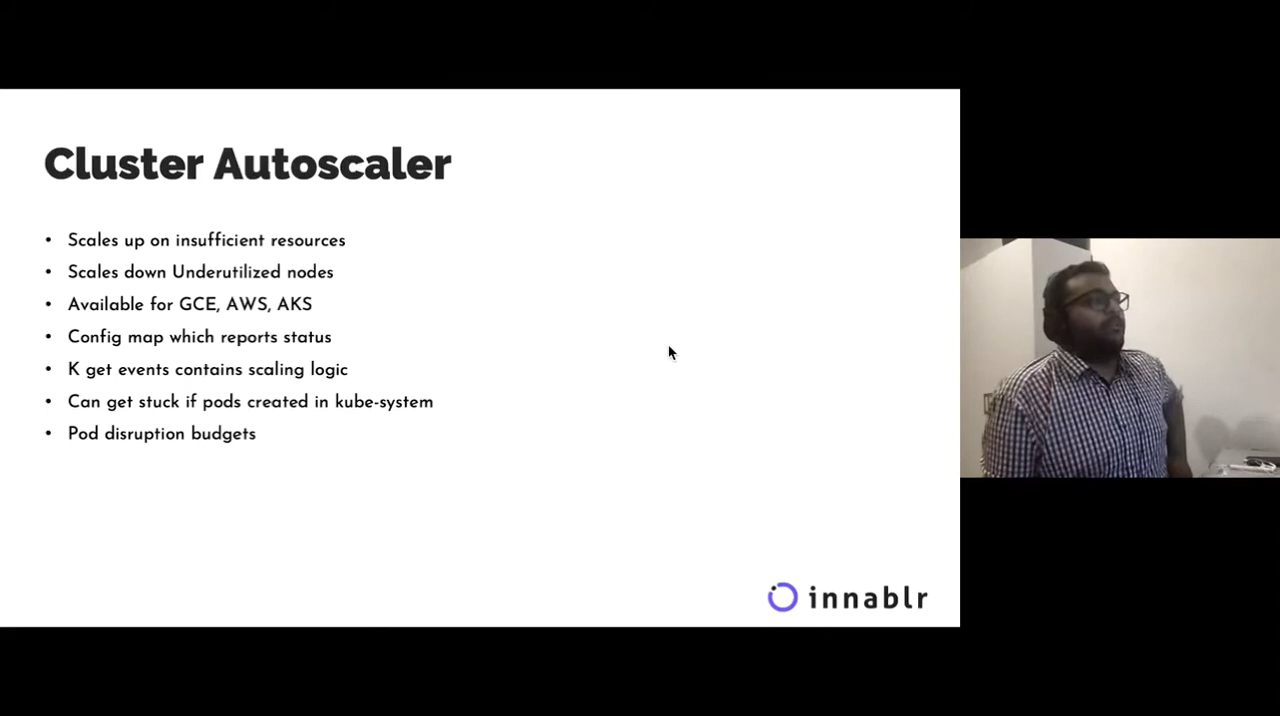 Cluster Autoscaler
• Scales up on insufficient resources
• Scales down Underutilized nodes
• Available for GCE, AWS, AKS
• Config map which reports status
• K get events contains scaling logic
• Can get stuck if pods created in kube-system
• Pod disruption budgets
innablr